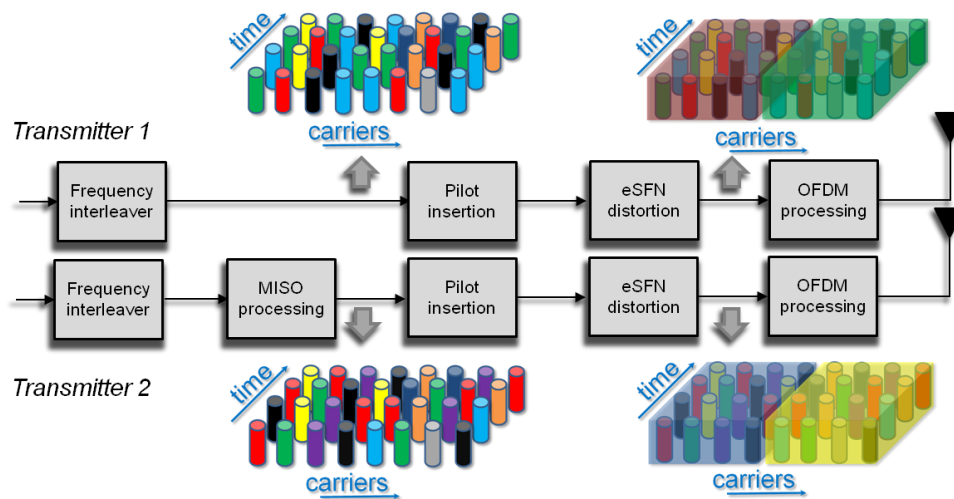 time
time
carriers
carriers
Transmitter 1
Frequency
interleaver
Pilot
insertion
eSFN
distortion
OFDM
processing
Frequency
interleaver
MISO
processing
Pilot
insertion
eSFN
distortion
OFDM
processing
Transmitter 2
time
time
carriers
carriers